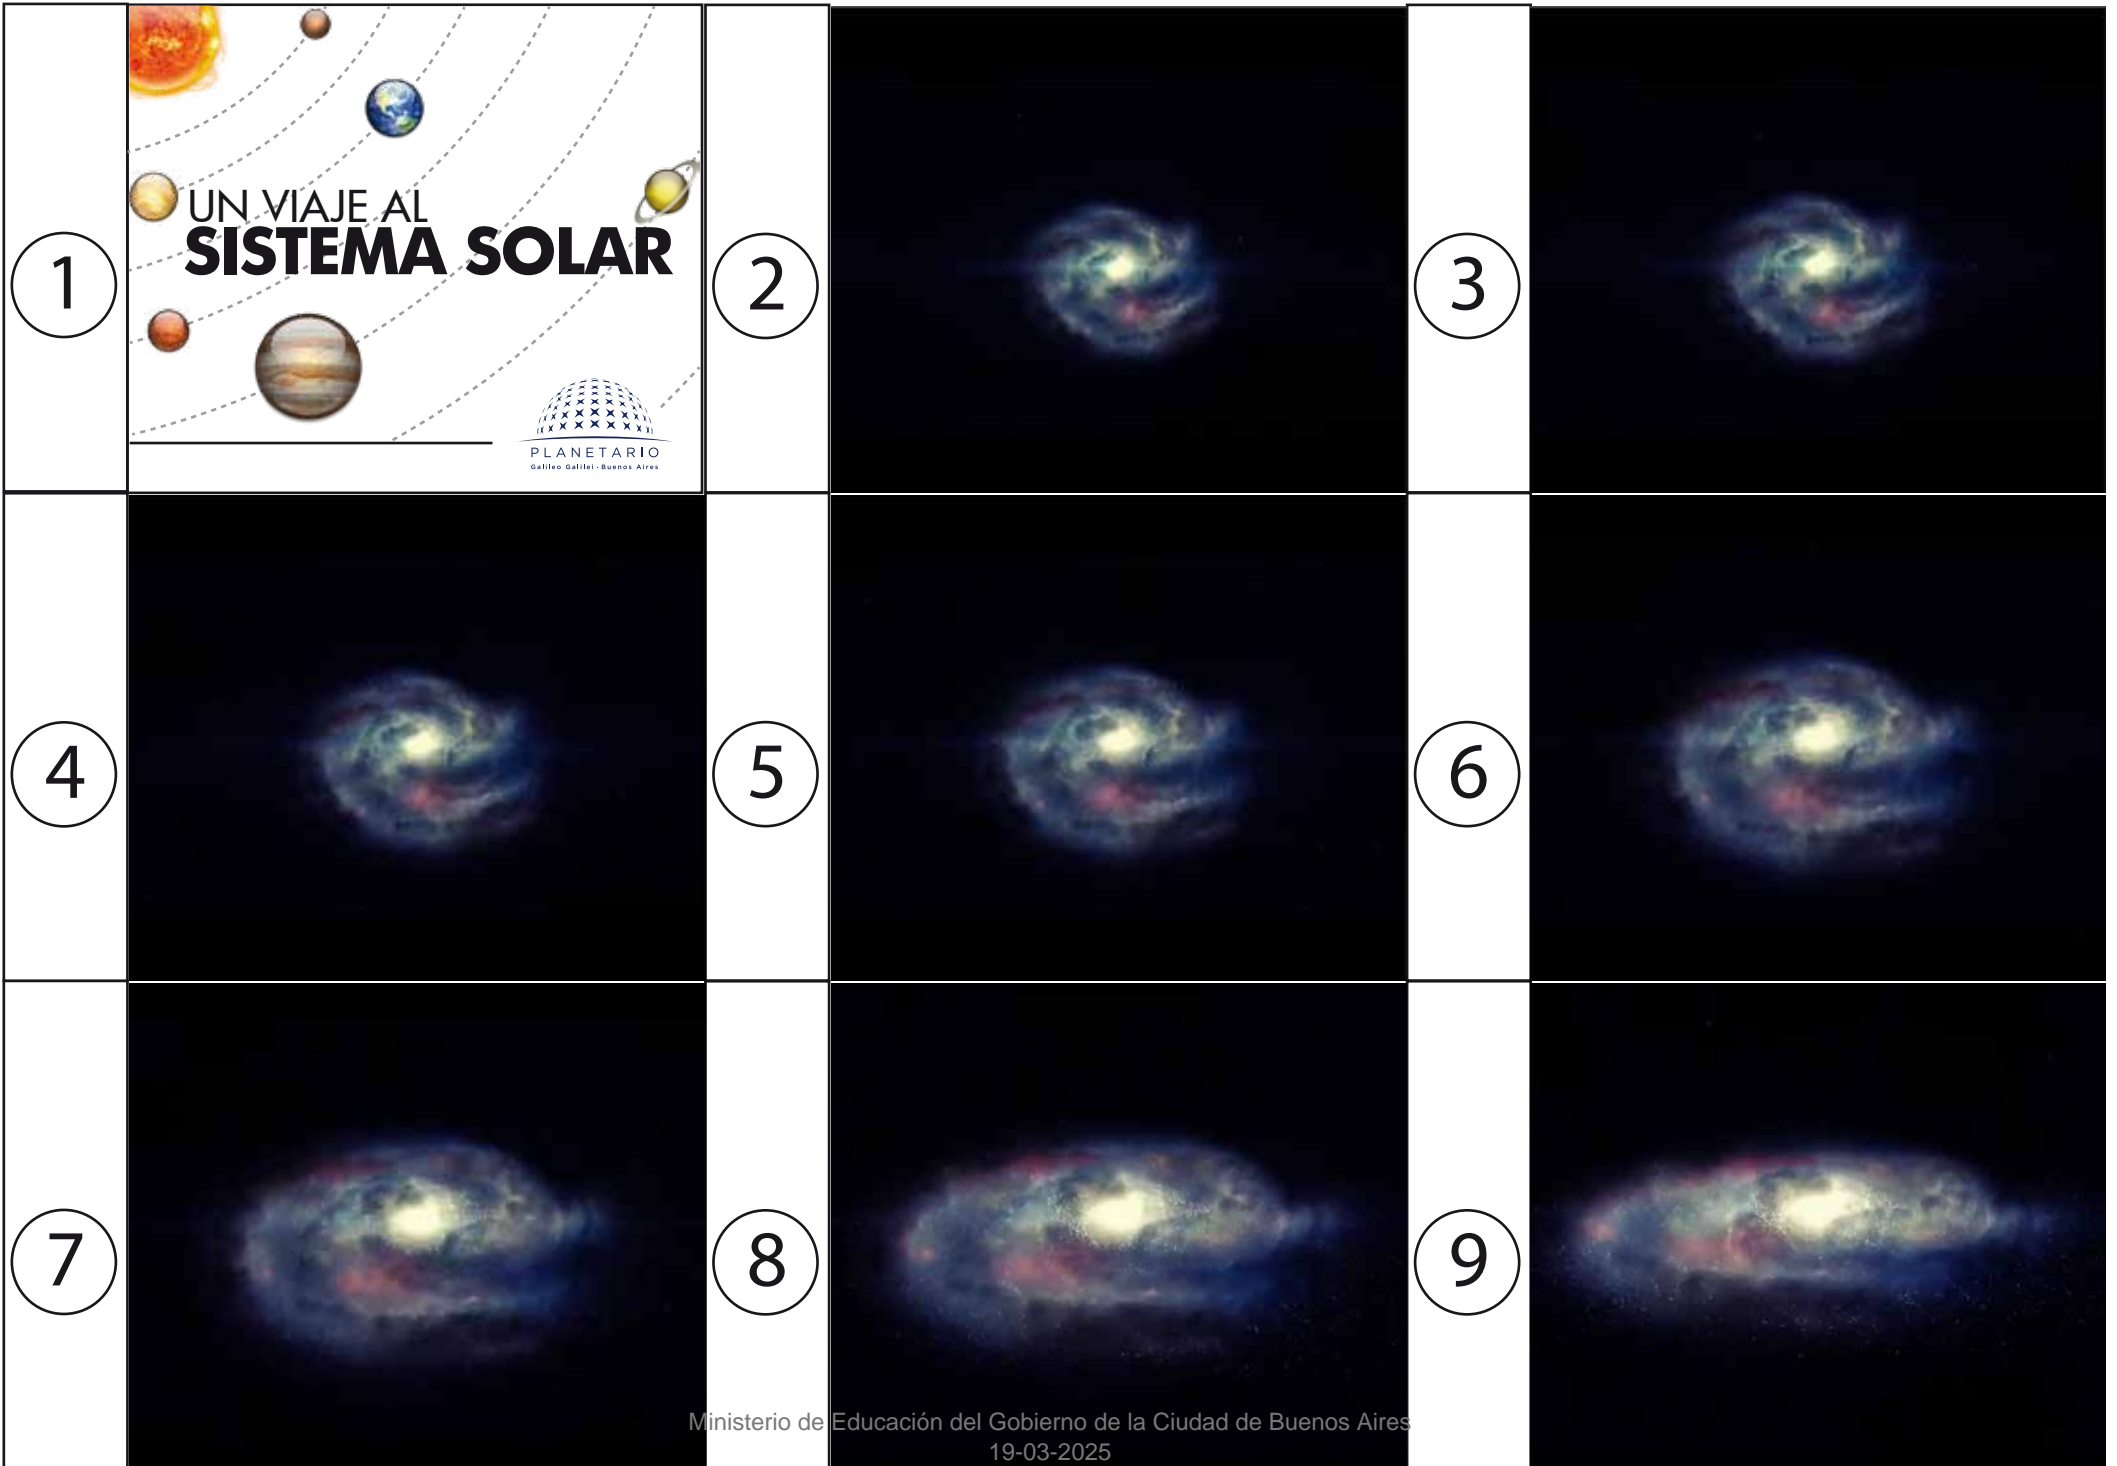 1
UN VIAJE AL
SISTEMA SOLAR
PLANETARIO
Galileo Galilei · Buenos Aires
2
3
4
5
6
7
8
9
Ministerio de Educación del Gobierno de la Ciudad de Buenos Aires
19-03-2025